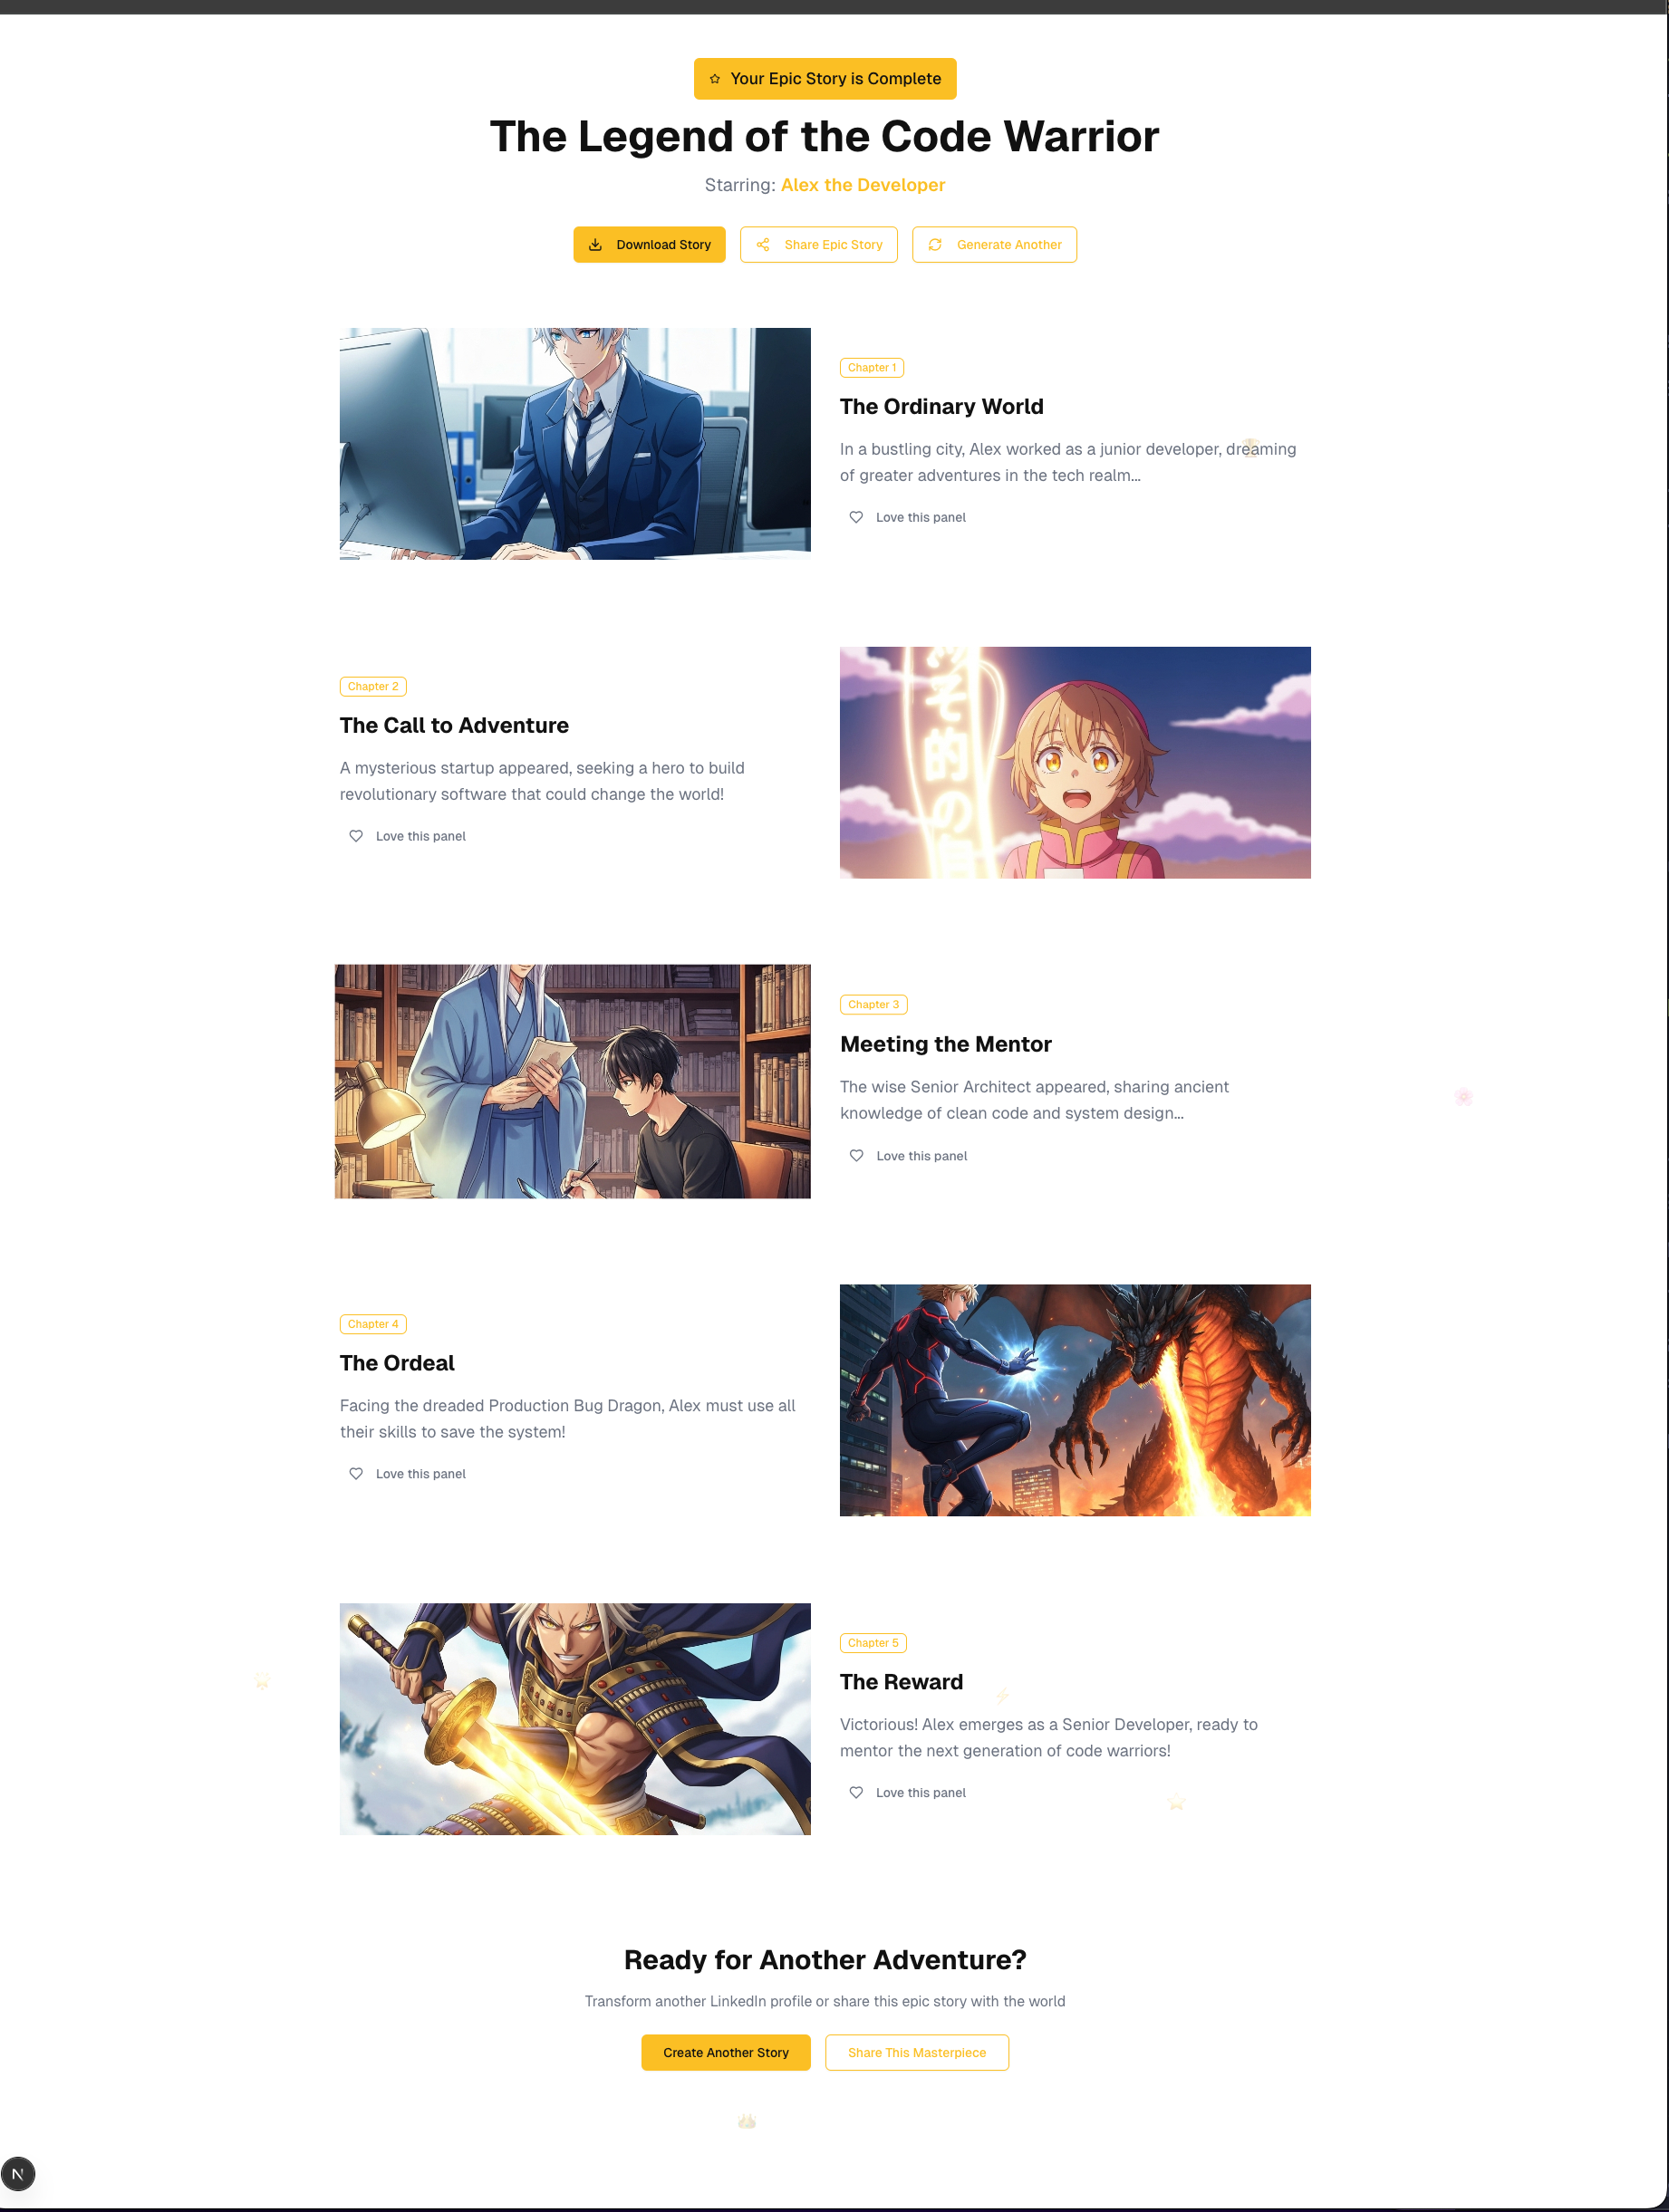 Your Epic Story is Complete
The Legend of the Code Warrior
Starring: Alex the Developer
Download Story
Share Epic Story
Generate Another
Chapter 1
The Ordinary World
In a bustling city, Alex worked as a junior developer, dreaming
of greater adventures in the tech realm...
Love this panel
Chapter 2
The Call to Adventure
A mysterious startup appeared, seeking a hero to build
revolutionary software that could change the world!
Love this panel
そ的の
Chapter 3
Meeting the Mentor
The wise Senior Architect appeared, sharing ancient
knowledge of clean code and system design...
Love this panel
Chapter 4
The Ordeal
Facing the dreaded Production Bug Dragon, Alex must use all
their skills to save the system!
Love this panel
Chapter 5
The Reward
Victorious! Alex emerges as a Senior Developer, ready to
mentor the next generation of code warriors!
Love this panel
Ready for Another Adventure?
Transform another LinkedIn profile or share this epic story with the world
Create Another Story
Share This Masterpiece
N